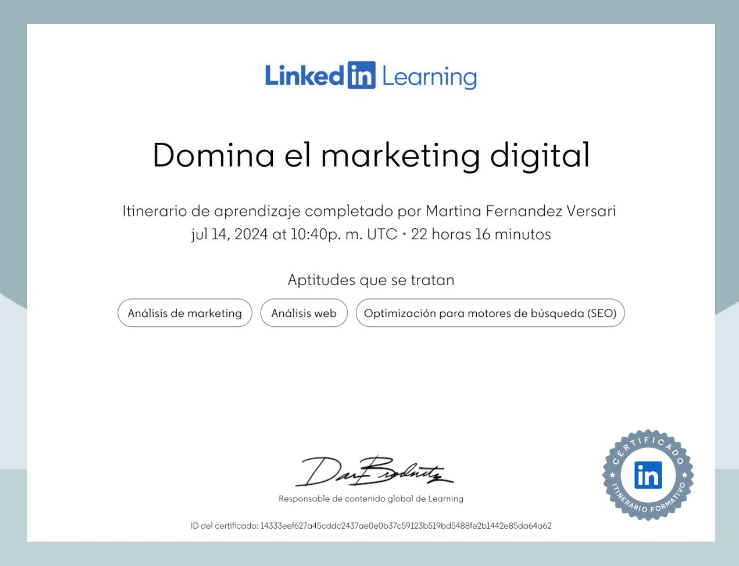 Linked in Learning
Domina el marketing digital
Itinerario de aprendizaje completado por Martina Fernandez Versari
jul 14, 2024 at 10:40p. m. UTC • 22 horas 16 minutos
Aptitudes que se tratan
Análisis de marketing
Análisis web
Optimización para motores de búsqueda (SEO)
Responsable de contenido global de Learning
ID del certificado: 14333eef627a45cddc2437ae0e0b37c59123b519bd5488fe2b1442e85da64a62
CERTIFICADO
in
ITINERARIO FORMATIVO